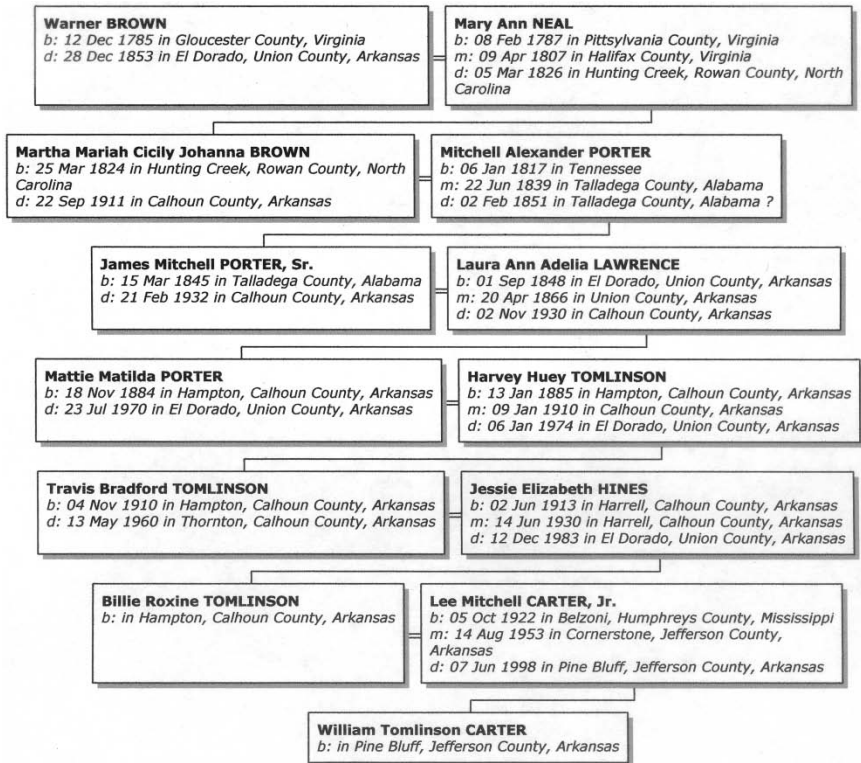 Warner BROWN
b: 12 Dec 1785 in Gloucester County, Virginia
d: 28 Dec 1853 in El Dorado, Union County, Arkansas
Mary Ann NEAL
b: 08 Feb 1787 in Pittsylvania County, Virginia
m: 09 Apr 1807 in Halifax County, Virginia
d: 05 Mar 1826 in Hunting Creek, Rowan County, North
Carolina
Martha Mariah Cicily Johanna BROWN
b: 25 Mar 1824 in Hunting Creek, Rowan County, North
Carolina
d: 22 Sep 1911 in Calhoun County, Arkansas
Mitchell Alexander PORTER
b: 06 Jan 1817 in Tennessee
m: 22 Jun 1839 in Talladega County, Alabama
d: 02 Feb 1851 in Talladega County, Alabama ?
James Mitchell PORTER, Sr.
b: 15 Mar 1845 in Talladega County, Alabama
d: 21 Feb 1932 in Calhoun County, Arkansas
Laura Ann Adelia LAWRENCE
b: 01 Sep 1848 in El Dorado, Union County, Arkansas
m: 20 Apr 1866 in Union County, Arkansas
d: 02 Nov 1930 in Calhoun County, Arkansas
Mattie Matilda PORTER
b: 18 Nov 1884 in Hampton, Calhoun County, Arkansas
d: 23 Jul 1970 in El Dorado, Union County, Arkansas
Harvey Huey TOMLINSON
b: 13 Jan 1885 in Hampton, Calhoun County, Arkansas
m: 09 Jan 1910 in Calhoun County, Arkansas
d: 06 Jan 1974 in El Dorado, Union County, Arkansas
Travis Bradford TOMLINSON
b: 04 Nov 1910 in Hampton, Calhoun County, Arkansas
d: 13 May 1960 in Thornton, Calhoun County, Arkansas
Jessie Elizabeth HINES
b: 02 Jun 1913 in Harrell, Calhoun County, Arkansas
m: 14 Jun 1930 in Harrell, Calhoun County, Arkansas
d: 12 Dec 1983 in El Dorado, Union County, Arkansas
Billie Roxine TOMLINSON
b: in Hampton, Calhoun County, Arkansas
Lee Mitchell CARTER, Jr.
b: 05 Oct 1922 in Belzoni, Humphreys County, Mississippi
m: 14 Aug 1953 in Cornerstone, Jefferson County,
Arkansas
d: 07 Jun 1998 in Pine Bluff, Jefferson County, Arkansas
William Tomlinson CARTER
b: in Pine Bluff, Jefferson County, Arkansas